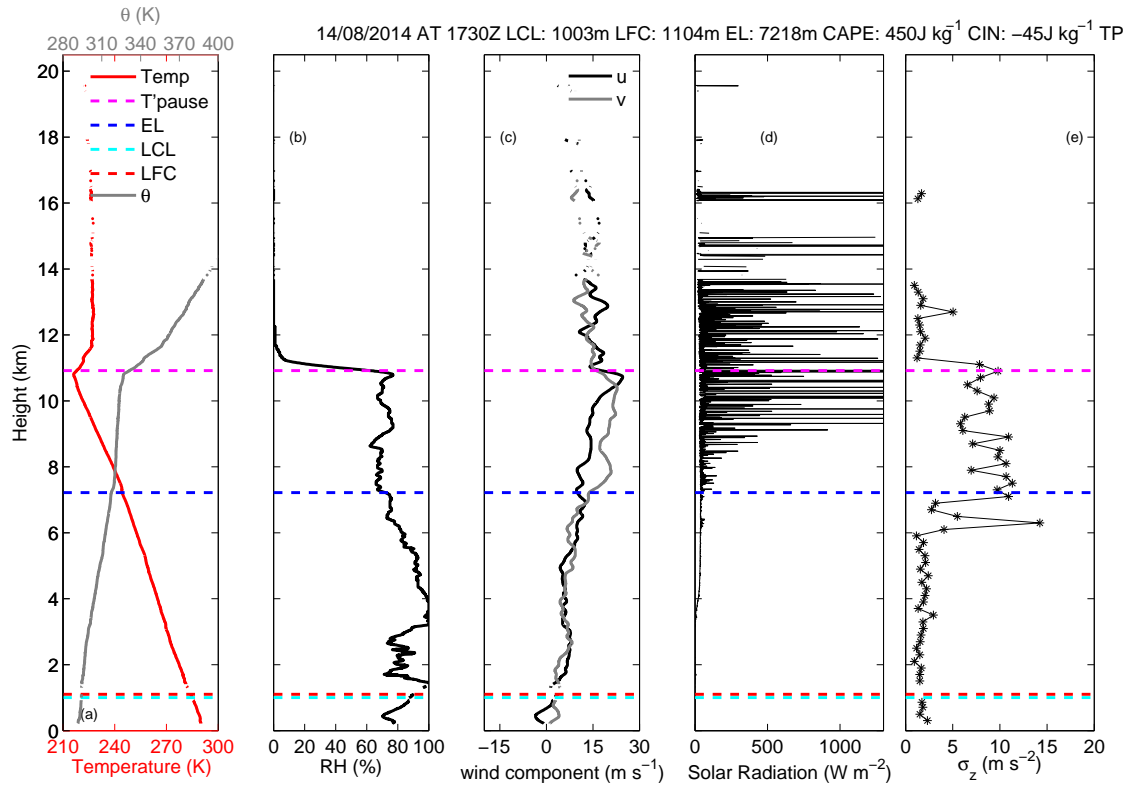 14/08/2014 AT 1730Z LCL: 1003m LFC: 1104m EL: 7218m CAPE: 450J kg⁻¹ CIN: −45J kg⁻¹ TP
θ (K)
280 310 340 370 400
Temp
T'pause
EL
LCL
LFC
θ
u
v
(b)
(c)
(d)
(e)
(a)
Height (km)
20
18
16
14
12
10
8
6
4
2
0
210 240 270 300
Temperature (K)
0 20 40 60 80 100
RH (%)
−15 0 15 30
wind component (m s⁻¹)
0 500 1000
Solar Radiation (W m⁻²)
0 5 10 15 20
σz (m s⁻²)